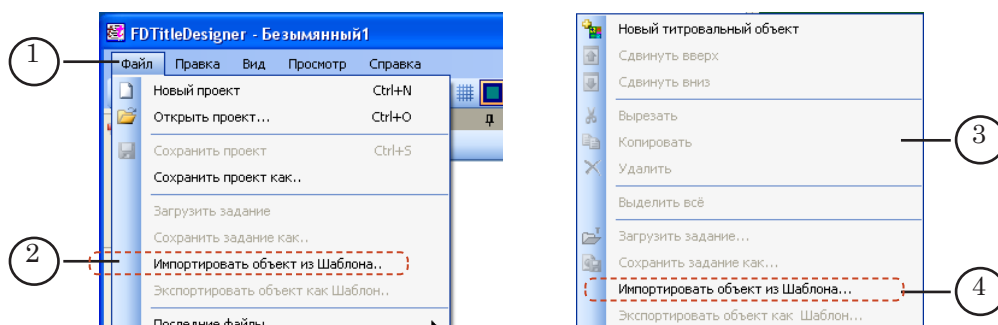 FDTitleDesigner - Безымянный1
1
Файл Правка Вид Просмотр Справка
Новый проект Ctrl+N
Открыть проект... Ctrl+O
Сохранить проект Ctrl+S
Сохранить проект как..
Загрузить задание
Сохранить задание как..
2
Импортировать объект из Шаблона..
Экспортировать объект как Шаблон..
Последние файлы
Новый титровальный объект
Сдвинуть вверх
Сдвинуть вниз
Вырезать
Копировать
3
Удалить
Выделить всё
Загрузить задание...
Сохранить задание как...
Импортировать объект из Шаблона...
4
Экспортировать объект как Шаблон...